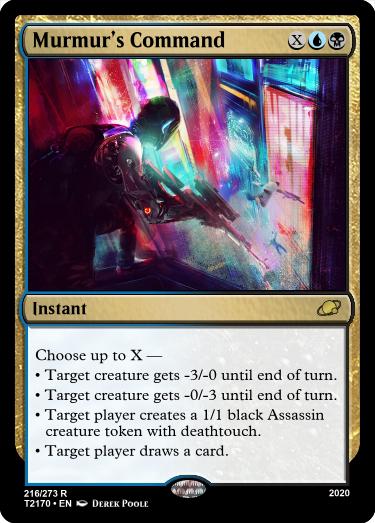 Murmur's Command X
Instant
Choose up to X —
• Target creature gets -3/-0 until end of turn.
• Target creature gets -0/-3 until end of turn.
• Target player creates a 1/1 black Assassin
creature token with deathtouch.
• Target player draws a card.
216/273 R 2020
T2170 • EN DEREK POOLE